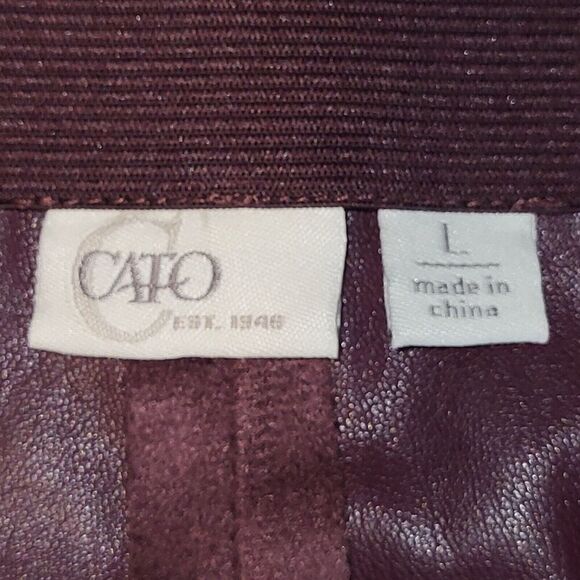 C
CATO
EST. 1946
L
made in
china